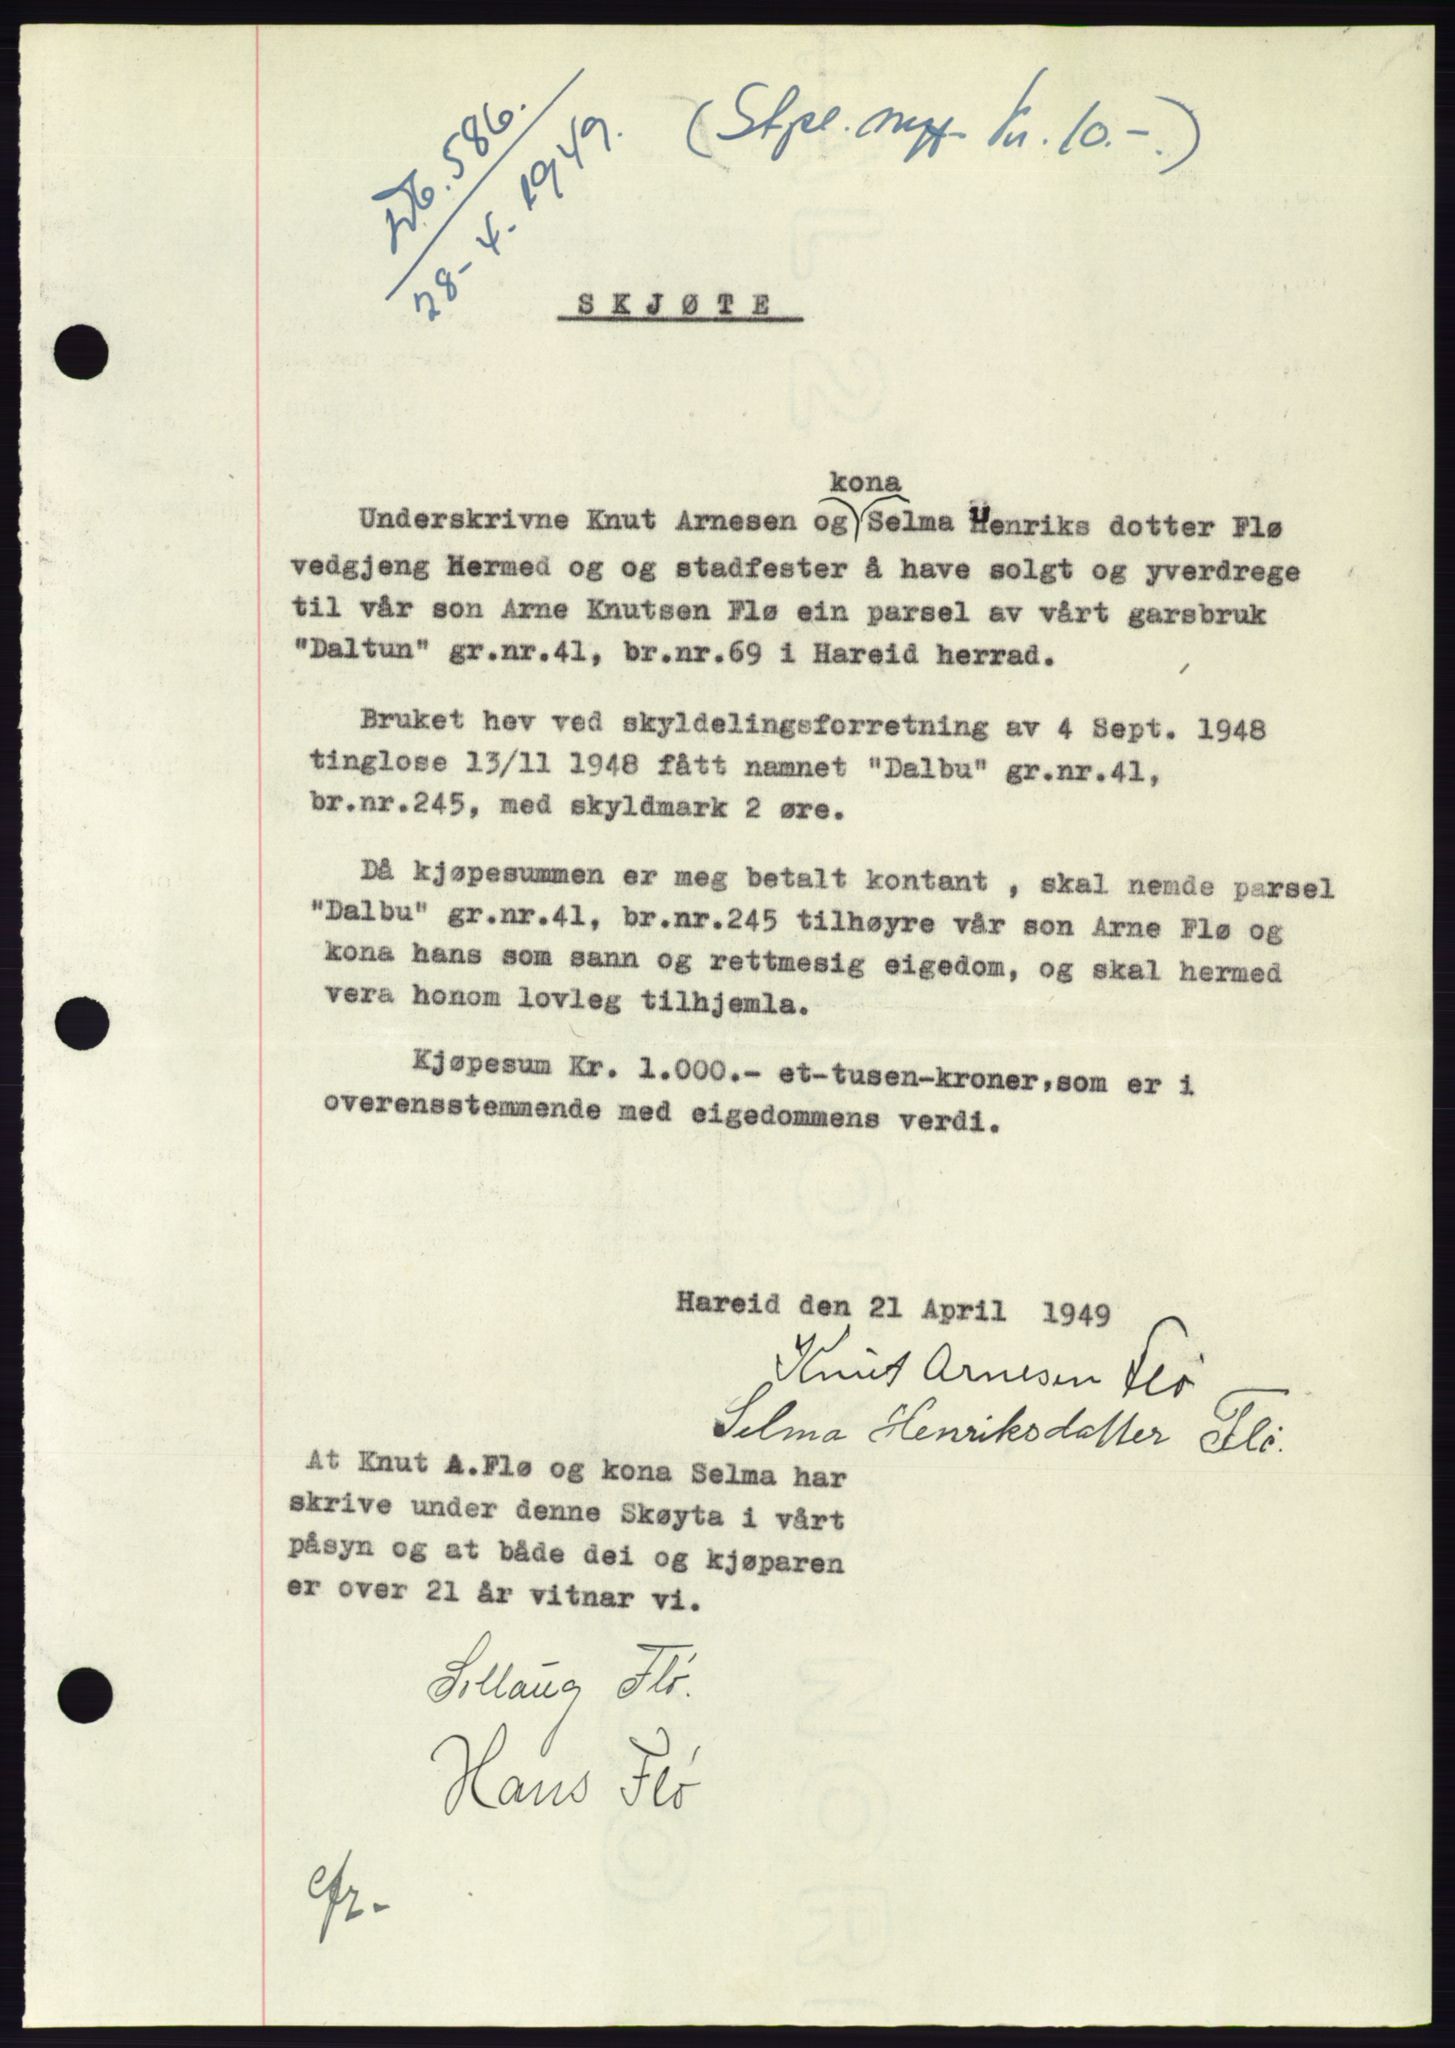 Db. 586.
28-4-1949.
(Stpl. mrk. Kr. 10.-.)
SKJØTE
kona
Underskrivne Knut Arnesen og Selma Henriks dotter Flø
vedgjeng Hermed og og stadfester å have solgt og yverdrege
til vår son Arne Knutsen Flø ein parsel av vårt garsbruk
"Daltun" gr.nr.41, br.nr.69 i Hareid herrad.
Bruket hev ved skyldelingsforretning av 4 Sept. 1948
tinglose 13/11 1948 fått namnet "Dalbu" gr.nr.41,
br.nr.245, med skyldmark 2 øre.
Då kjøpesummen er meg betalt kontant , skal nemde parsel
"Dalbu" gr.nr.41, br.nr.245 tilhøyre vår son Arne Flø og
kona hans som sann og rettmesig eigedom, og skal hermed
vera honom lovleg tilhjemla.
Kjøpesum Kr. 1.000.- et-tusen-kroner,som er i
overensstemmende med eigedommens verdi.
Hareid den 21 April 1949
Knut Arnesen Flø
Selma Henriksdatter Flø.
At Knut A.Flø og kona Selma har
skrive under denne Skøyta i vårt
påsyn og at både dei og kjøparen
er over 21 år vitnar vi.
Sollaug Flø.
Hans Flø